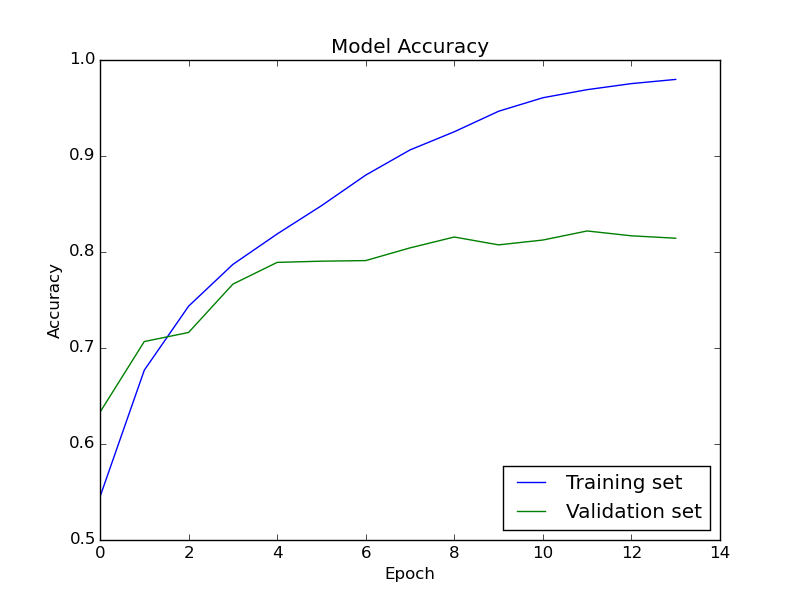 Model Accuracy
1.0
0.9
0.8
0.7
0.6
0.5
Accuracy
0 2 4 6 8 10 12 14
Epoch
Training set
Validation set